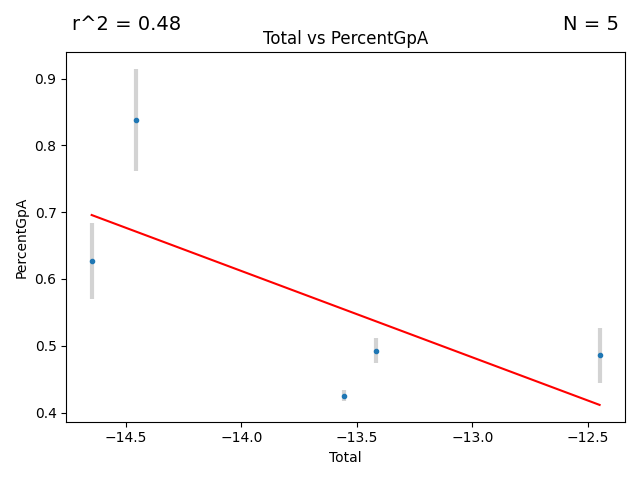 r^2 = 0.48
N = 5
Total vs PercentGpA
0.9
0.8
0.7
0.6
0.5
0.4
PercentGpA
−14.5
−14.0
−13.5
−13.0
−12.5
Total